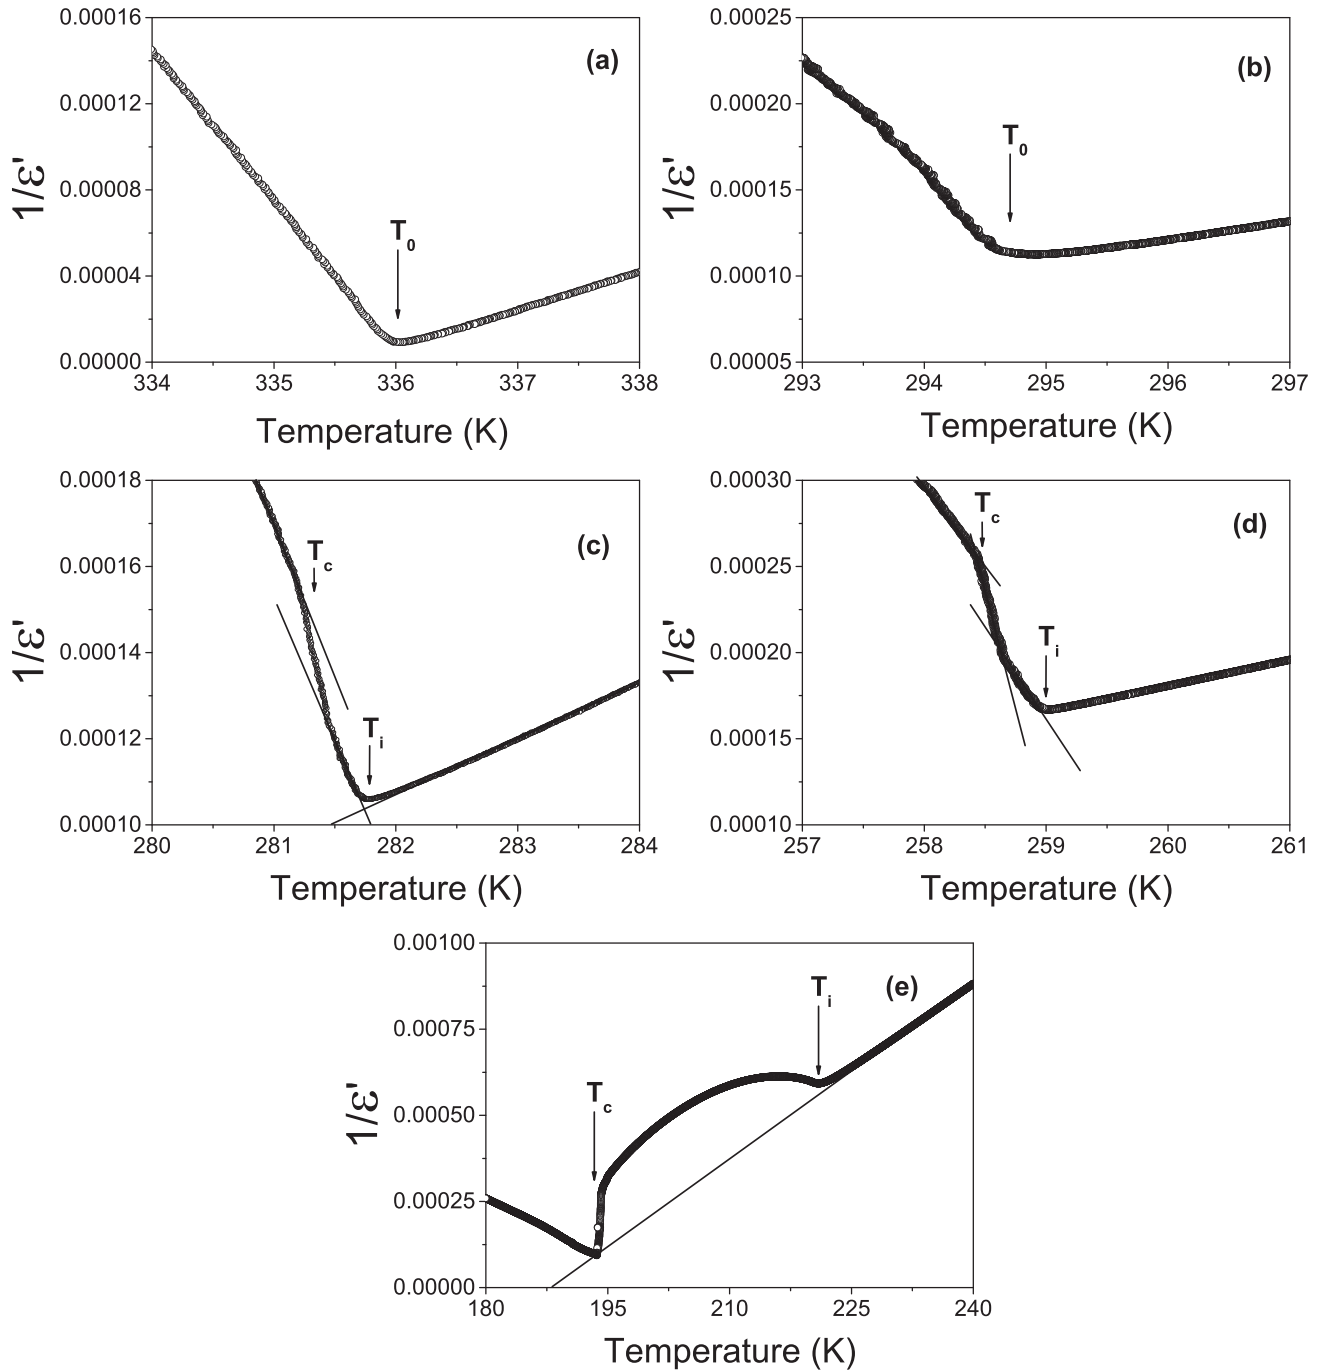 0.00016
0.00012
0.00008
0.00004
0.00000
1/ε'
(a)
T0
334 335 336 337 338
Temperature (K)
0.00025
0.00020
0.00015
0.00010
0.00005
1/ε'
(b)
T0
293 294 295 296 297
Temperature (K)
0.00018
0.00016
0.00014
0.00012
0.00010
1/ε'
(c)
Tc
Ti
280 281 282 283 284
Temperature (K)
0.00030
0.00025
0.00020
0.00015
0.00010
1/ε'
(d)
Tc
Ti
257 258 259 260 261
Temperature (K)
0.00100
0.00075
0.00050
0.00025
0.00000
1/ε'
(e)
Ti
Tc
180 195 210 225 240
Temperature (K)